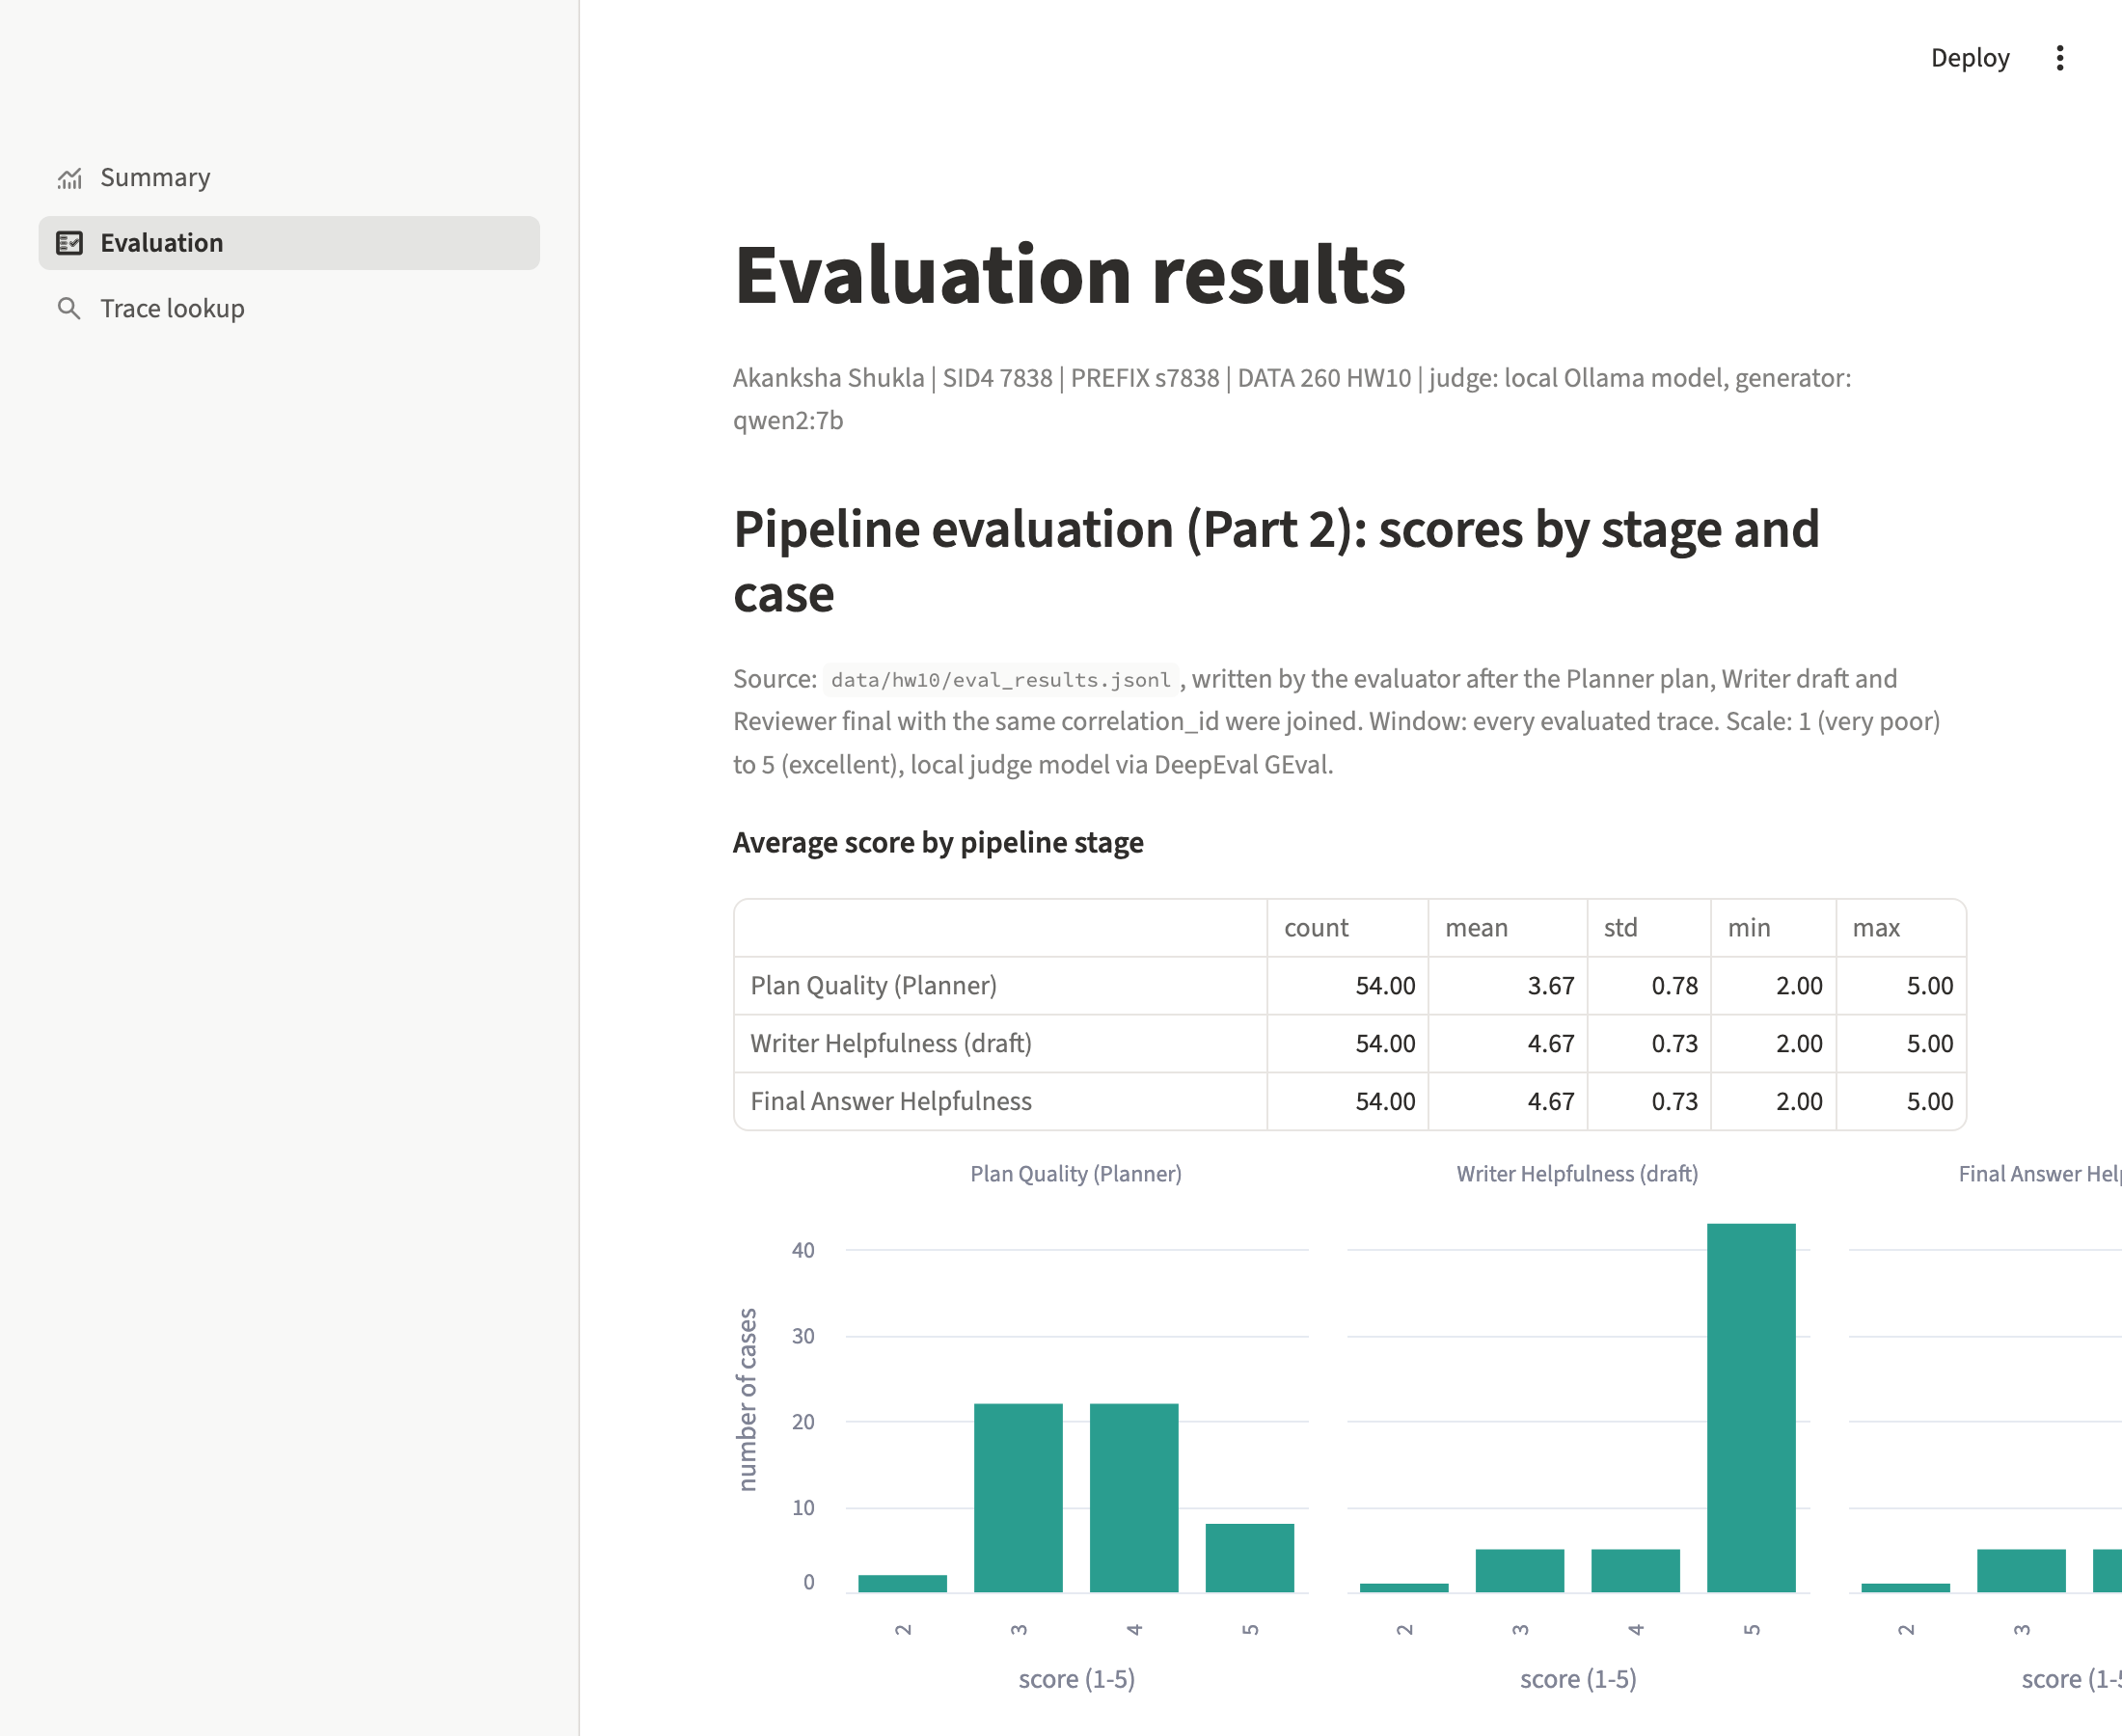 Deploy
Summary
Evaluation
Trace lookup
Evaluation results
Akanksha Shukla | SID4 7838 | PREFIX s7838 | DATA 260 HW10 | judge: local Ollama model, generator:
qwen2:7b
Pipeline evaluation (Part 2): scores by stage and
case
Source: data/hw10/eval_results.jsonl , written by the evaluator after the Planner plan, Writer draft and
Reviewer final with the same correlation_id were joined. Window: every evaluated trace. Scale: 1 (very poor)
to 5 (excellent), local judge model via DeepEval GEval.
Average score by pipeline stage
count mean std min max
Plan Quality (Planner) 54.00 3.67 0.78 2.00 5.00
Writer Helpfulness (draft) 54.00 4.67 0.73 2.00 5.00
Final Answer Helpfulness 54.00 4.67 0.73 2.00 5.00
Plan Quality (Planner) Writer Helpfulness (draft) Final Answer Help
number of cases
40
30
20
10
0
2 3 4 5 2 3 4 5 2 3
score (1-5) score (1-5) score (1-5